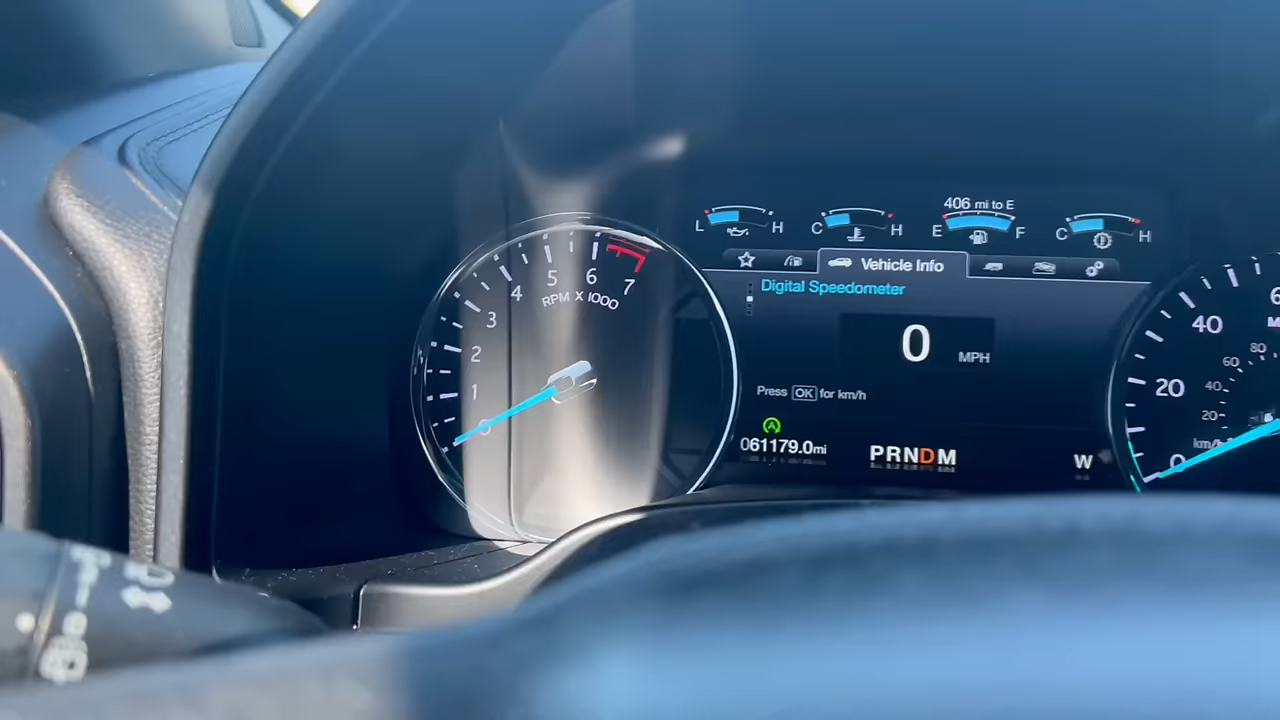 406 mi to E
L H
C H
E F
C H
Vehicle Info
Digital Speedometer
0 MPH
Press OK for km/h
061179.0mi
PRNDM
W
0 1 2 3 4 5 6 7
RPM X 1000
0 20 40
20 40 60 80
km/h